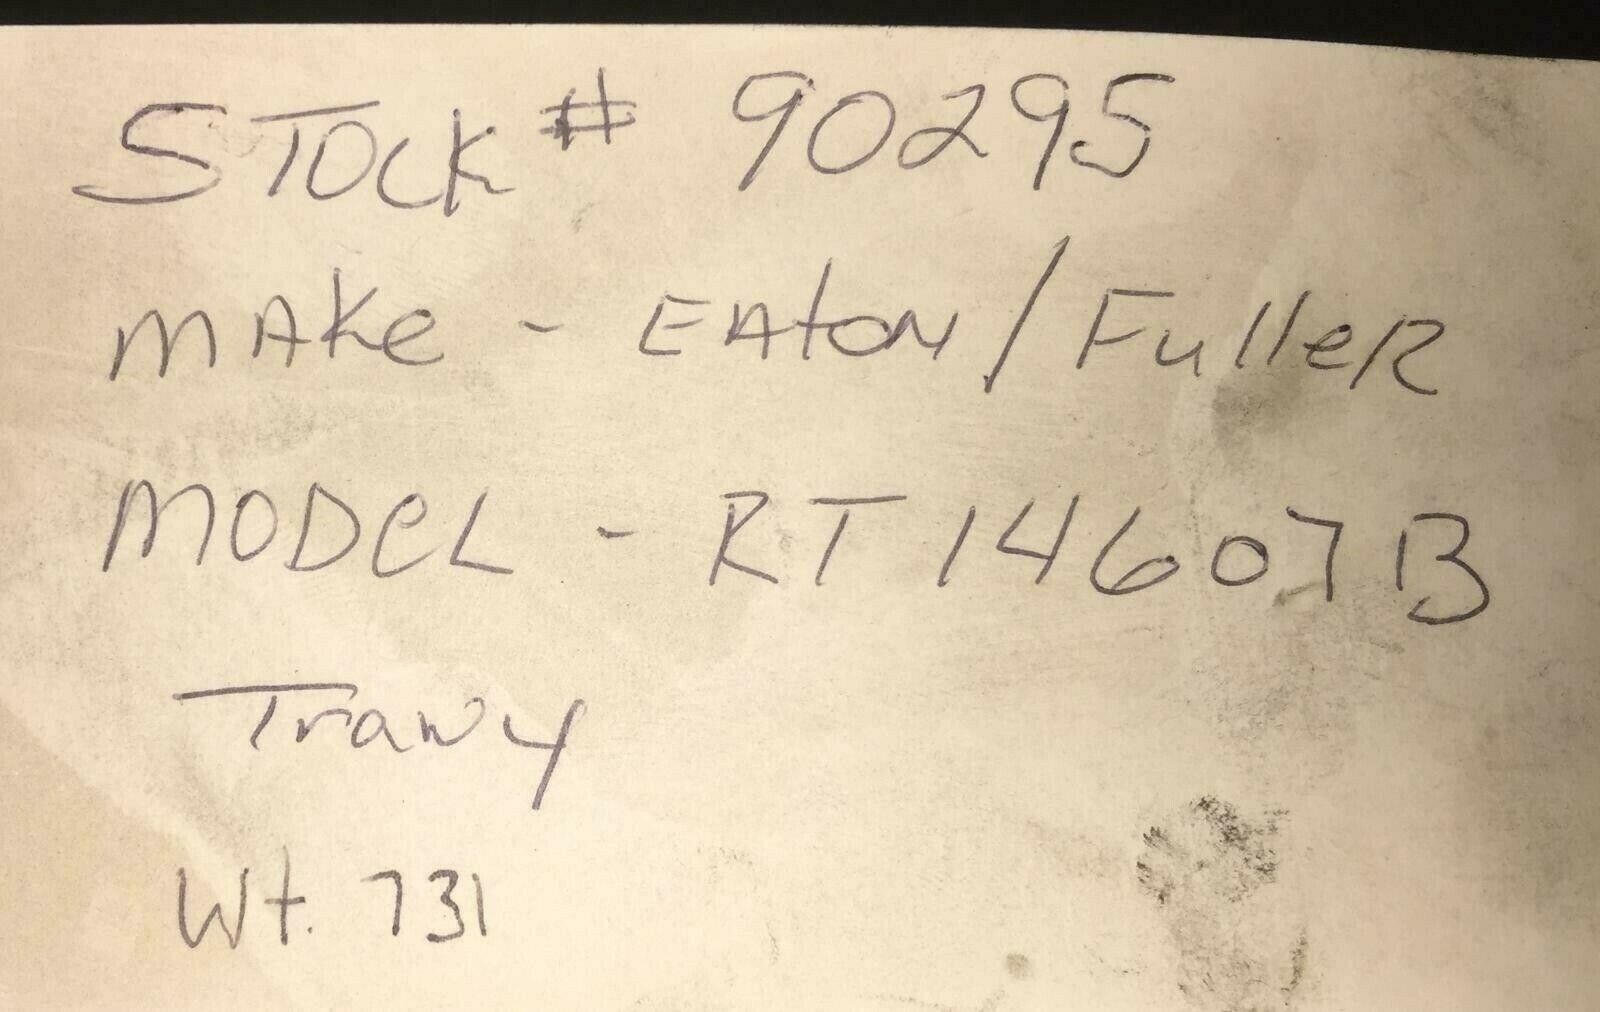 STOCK # 90295
MAKe - EAtoN / FulleR
MODeL - RT 14607B
Trany
Wt. 731